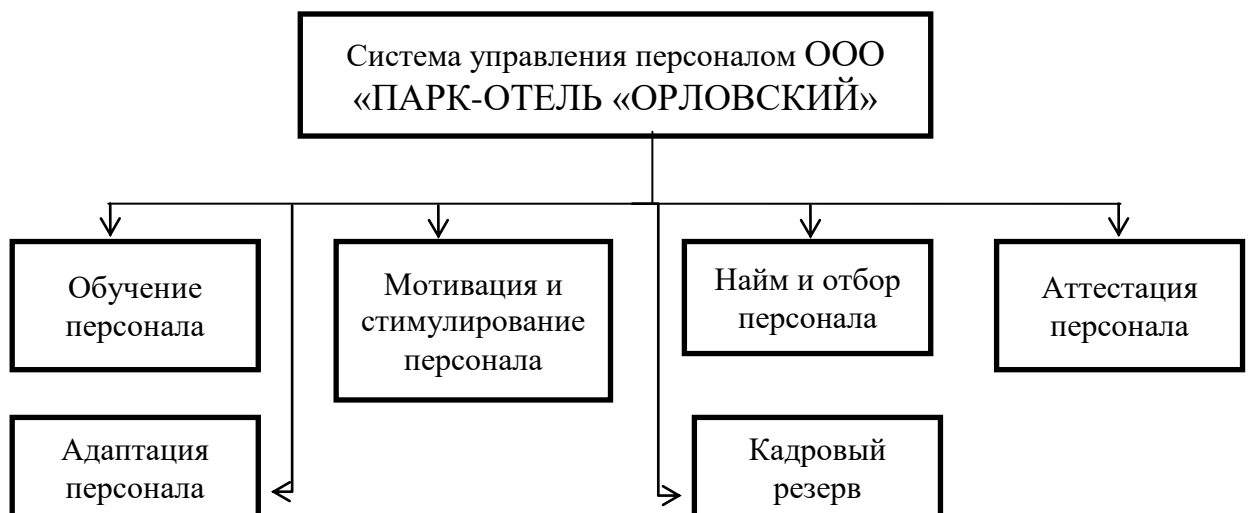 Система управления персоналом ООО
«ПАРК-ОТЕЛЬ «ОРЛОВСКИЙ»
Обучение
персонала
Мотивация и
стимулирование
персонала
Найм и отбор
персонала
Аттестация
персонала
Адаптация
персонала
Кадровый
резерв